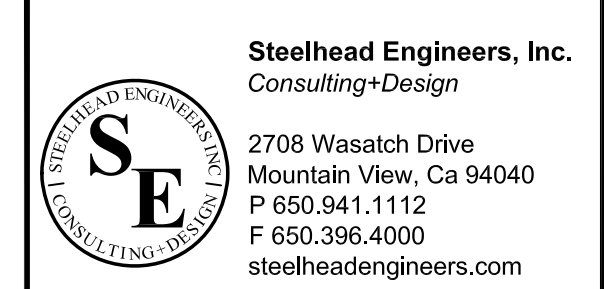 STEELHEAD ENGINEERS INC
SE
| CONSULTING+DESIGN |
Steelhead Engineers, Inc.
Consulting+Design
2708 Wasatch Drive
Mountain View, Ca 94040
P 650.941.1112
F 650.396.4000
steelheadengineers.com